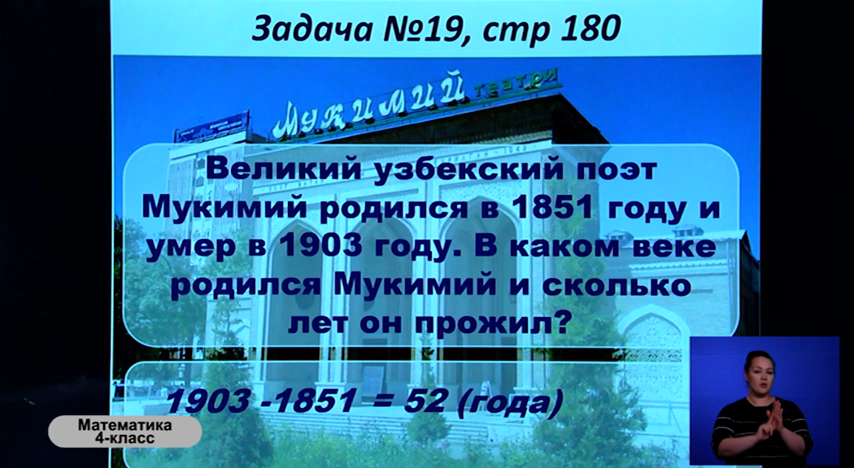 Задача №19, стр 180
Мукимий театри
Великий узбекский поэт
Мукимий родился в 1851 году и
умер в 1903 году. В каком веке
родился Мукимий и сколько
лет он прожил?
1903 -1851 = 52 (года)
Математика
4-класс